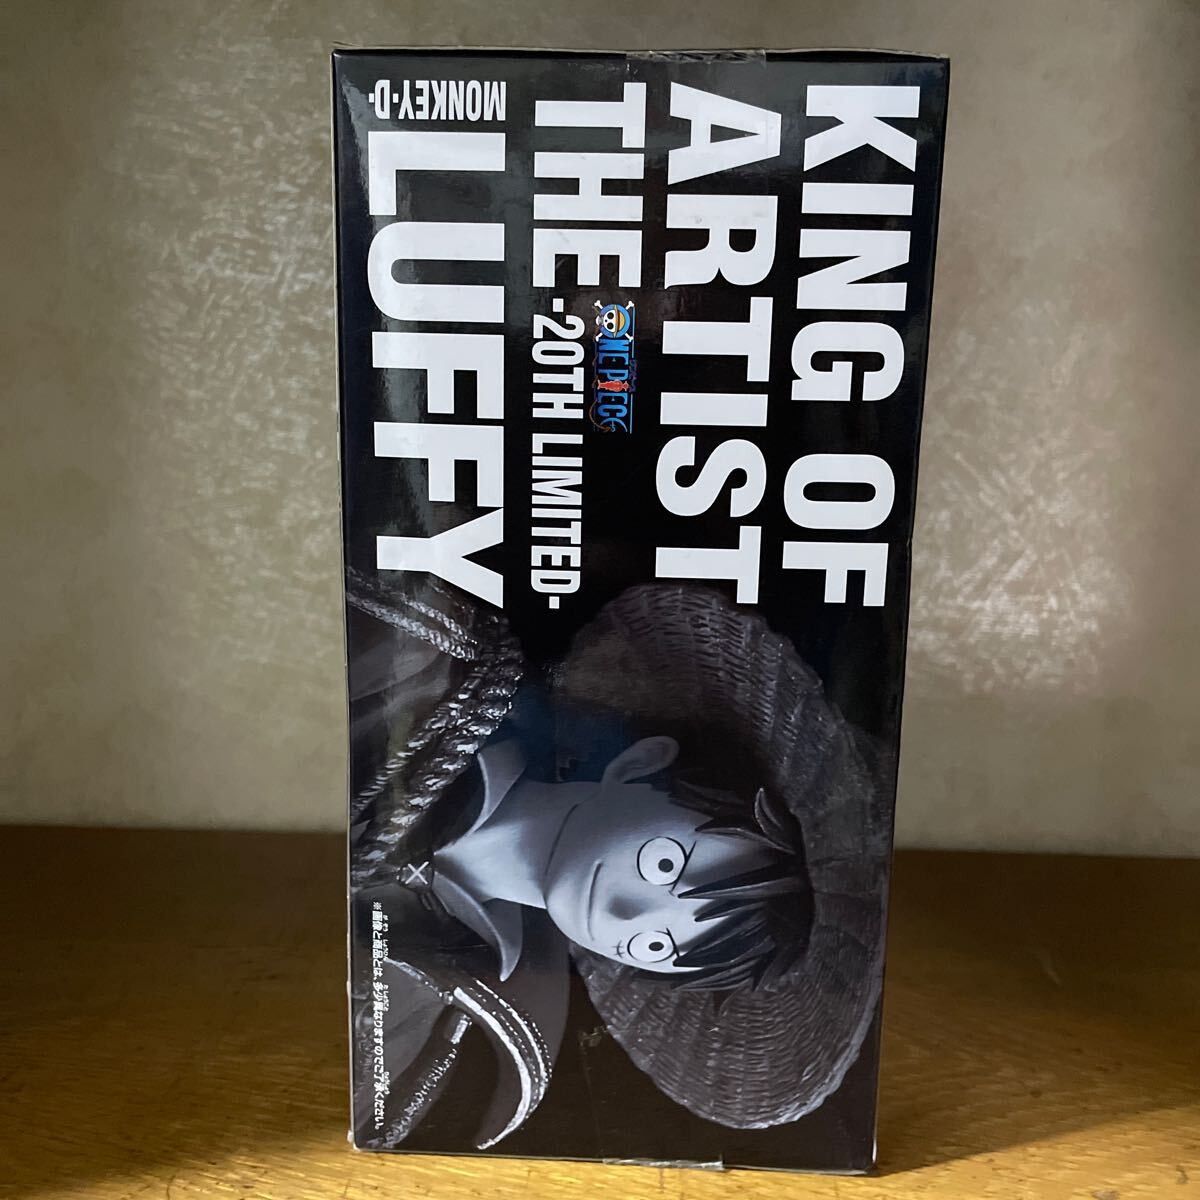 KING OF
ARTIST
THE
ONE PIECE
-20TH LIMITED-
MONKEY·D·
LUFFY
※画像と商品とは、多少異なりますのでご了承ください。